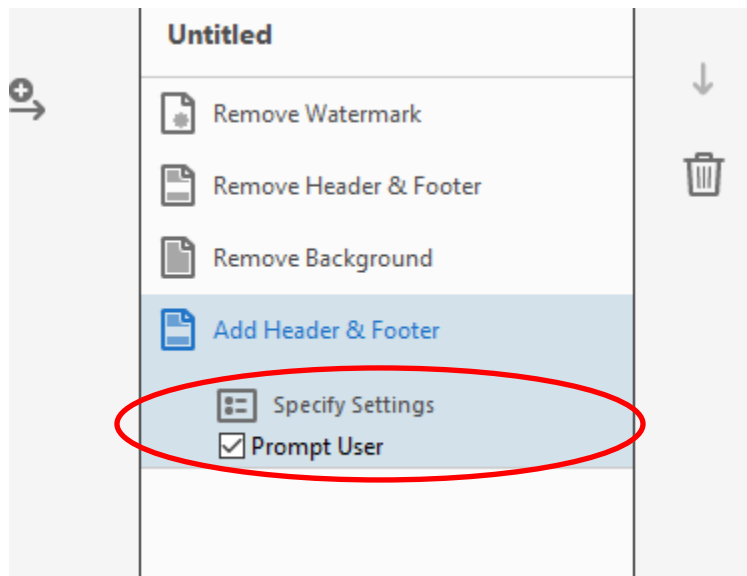 Untitled
Remove Watermark
Remove Header & Footer
Remove Background
Add Header & Footer
Specify Settings
Prompt User